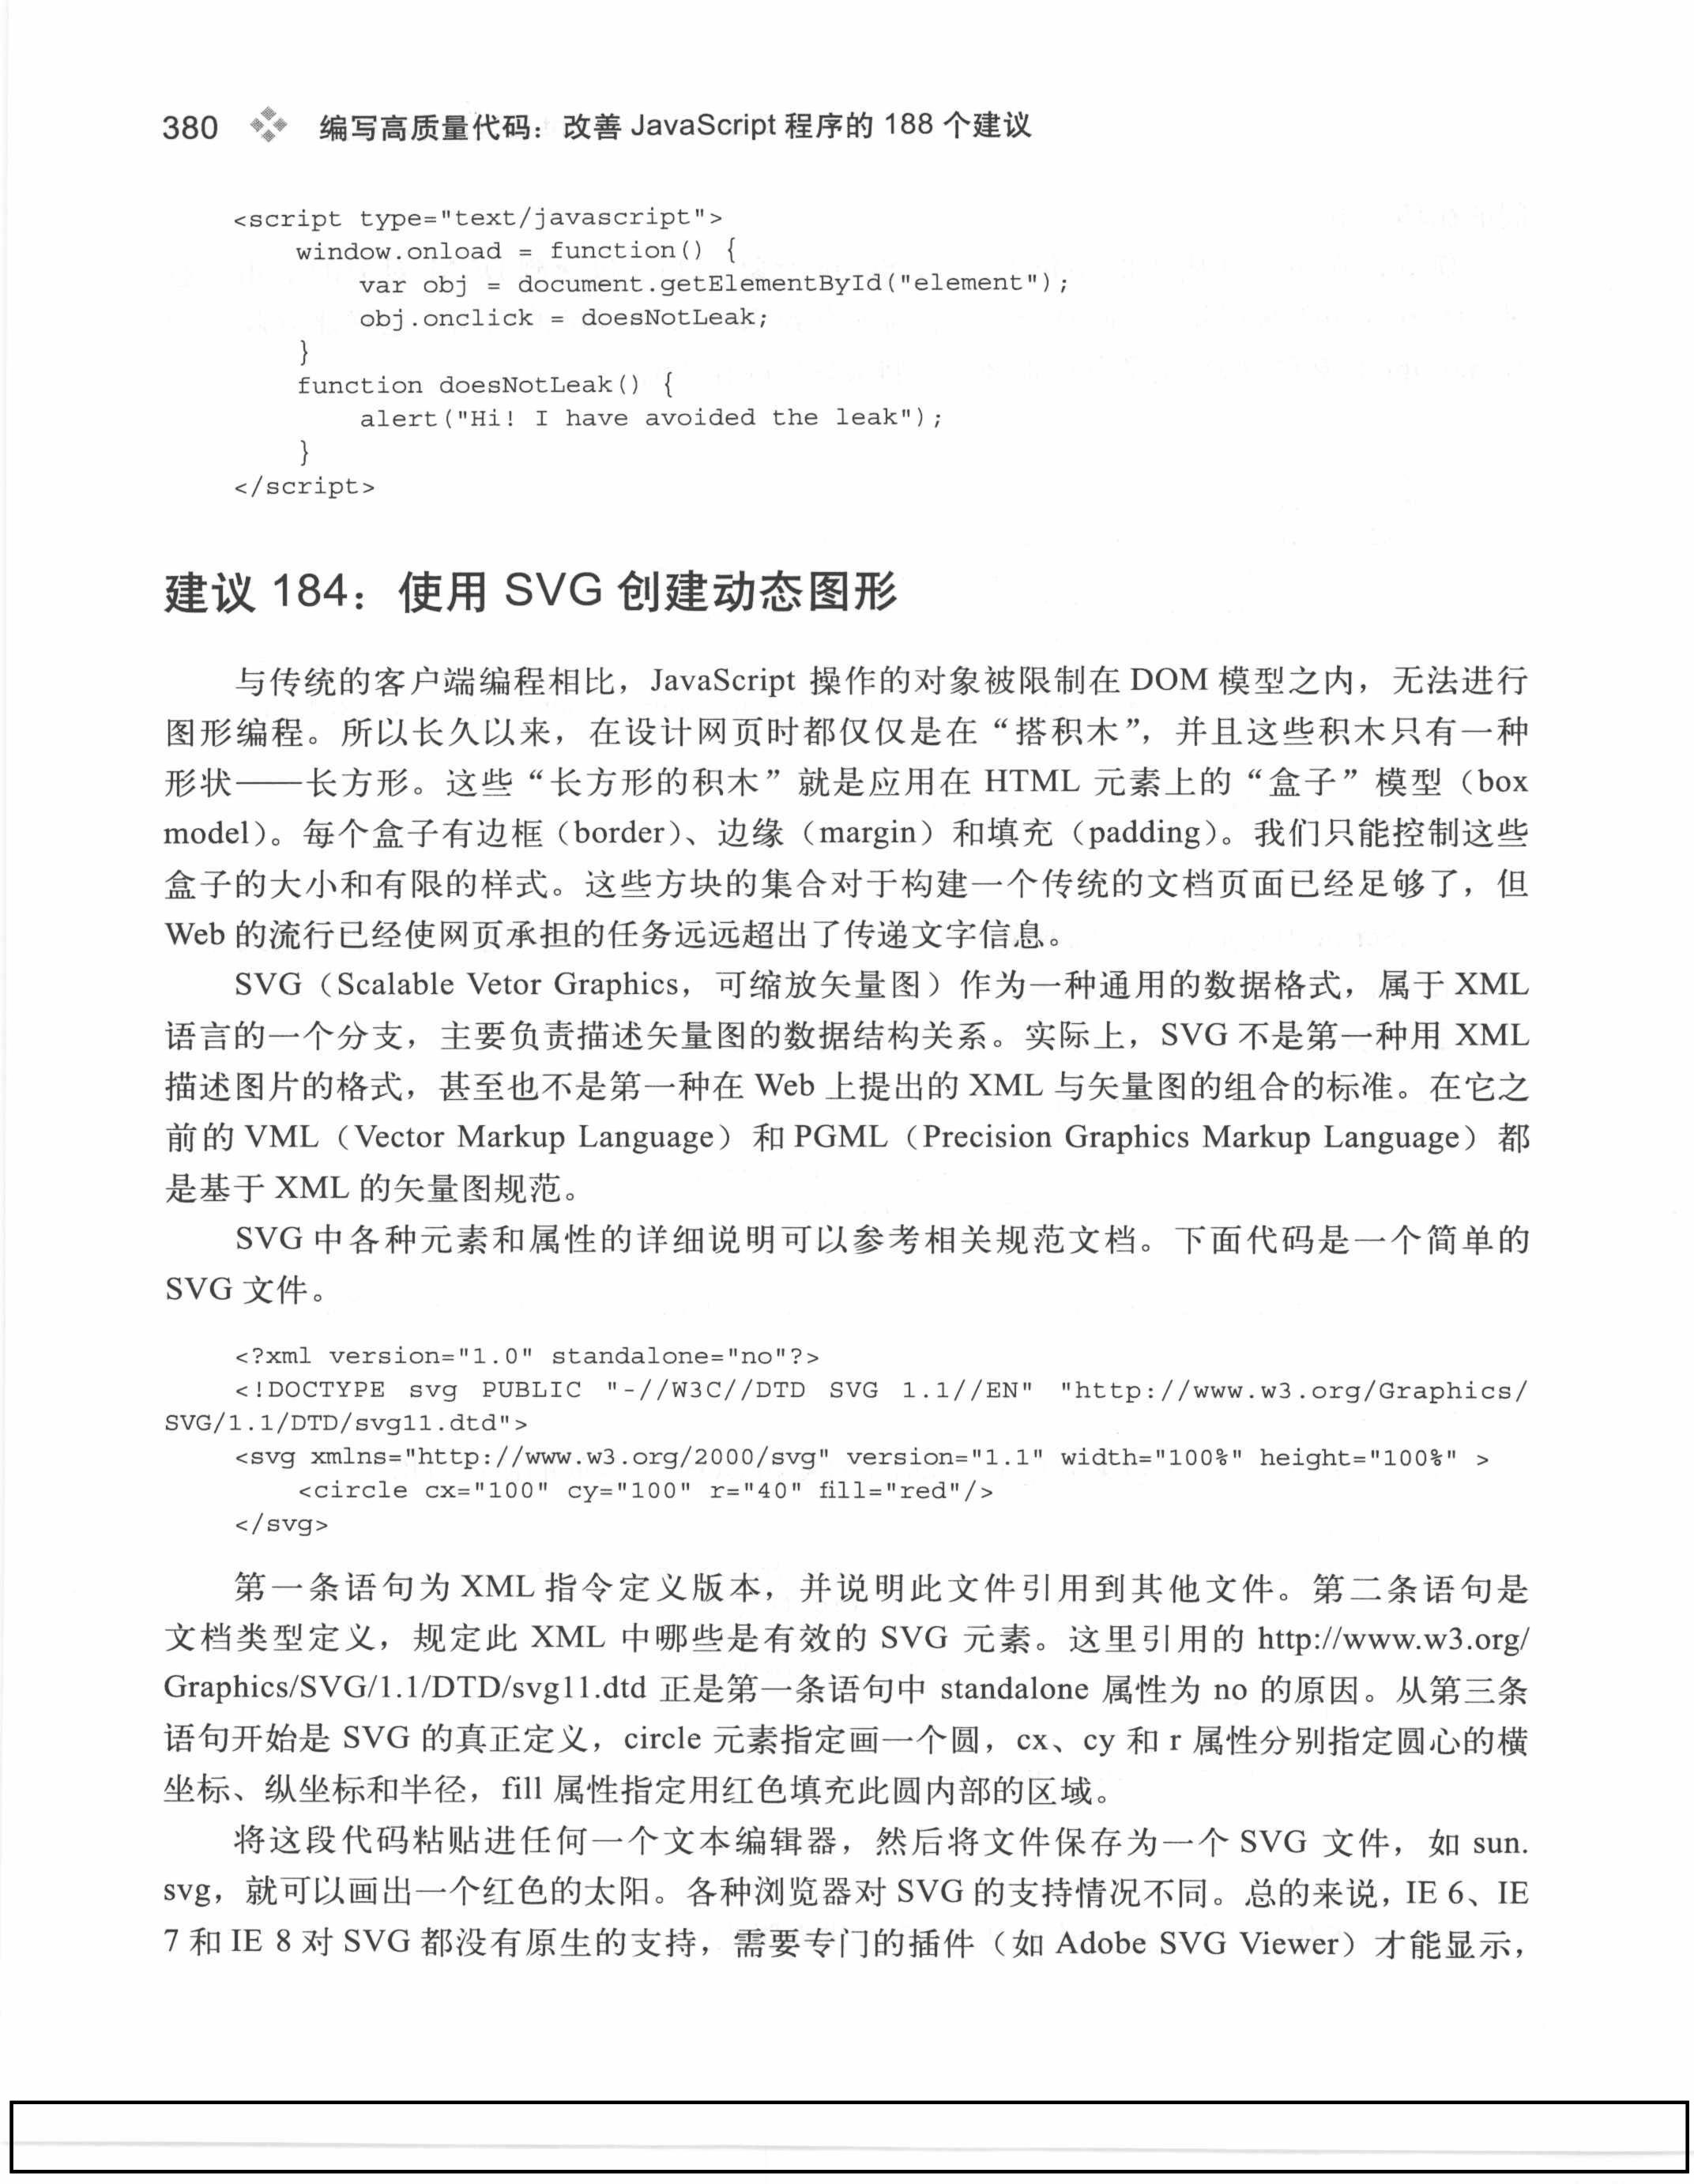 380 编写高质量代码：改善 JavaScript 程序的 188 个建议
<script type="text/javascript">
    window.onload = function() {
        var obj = document.getElementById("element");
        obj.onclick = doesNotLeak;
    }
    function doesNotLeak() {
        alert("Hi! I have avoided the leak");
    }
</script>
建议 184：使用 SVG 创建动态图形
与传统的客户端编程相比，JavaScript 操作的对象被限制在 DOM 模型之内，无法进行
图形编程。所以长久以来，在设计网页时都仅仅是在“搭积木”，并且这些积木只有一种
形状——长方形。这些“长方形的积木”就是应用在 HTML 元素上的“盒子”模型（box
model）。每个盒子有边框（border）、边缘（margin）和填充（padding）。我们只能控制这些
盒子的大小和有限的样式。这些方块的集合对于构建一个传统的文档页面已经足够了，但
Web 的流行已经使网页承担的任务远远超出了传递文字信息。
SVG（Scalable Vetor Graphics，可缩放矢量图）作为一种通用的数据格式，属于 XML
语言的一个分支，主要负责描述矢量图的数据结构关系。实际上，SVG 不是第一种用 XML
描述图片的格式，甚至也不是第一种在 Web 上提出的 XML 与矢量图的组合的标准。在它之
前的 VML（Vector Markup Language）和 PGML（Precision Graphics Markup Language）都
是基于 XML 的矢量图规范。
SVG 中各种元素和属性的详细说明可以参考相关规范文档。下面代码是一个简单的
SVG 文件。
<?xml version="1.0" standalone="no"?>
<!DOCTYPE svg PUBLIC "-//W3C//DTD SVG 1.1//EN" "http://www.w3.org/Graphics/
SVG/1.1/DTD/svg11.dtd">
<svg xmlns="http://www.w3.org/2000/svg" version="1.1" width="100%" height="100%" >
    <circle cx="100" cy="100" r="40" fill="red"/>
</svg>
第一条语句为 XML 指令定义版本，并说明此文件引用到其他文件。第二条语句是
文档类型定义，规定此 XML 中哪些是有效的 SVG 元素。这里引用的 http://www.w3.org/
Graphics/SVG/1.1/DTD/svg11.dtd 正是第一条语句中 standalone 属性为 no 的原因。从第三条
语句开始是 SVG 的真正定义，circle 元素指定画一个圆，cx、cy 和 r 属性分别指定圆心的横
坐标、纵坐标和半径，fill 属性指定用红色填充此圆内部的区域。
将这段代码粘贴进任何一个文本编辑器，然后将文件保存为一个 SVG 文件，如 sun.
svg，就可以画出一个红色的太阳。各种浏览器对 SVG 的支持情况不同。总的来说，IE 6、IE
7 和 IE 8 对 SVG 都没有原生的支持，需要专门的插件（如 Adobe SVG Viewer）才能显示，